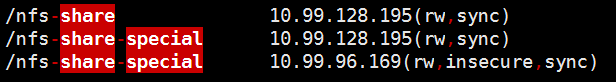 /nfs-share 10.99.128.195(rw,sync)
/nfs-share-special 10.99.128.195(rw,sync)
/nfs-share-special 10.99.96.169(rw,insecure,sync)